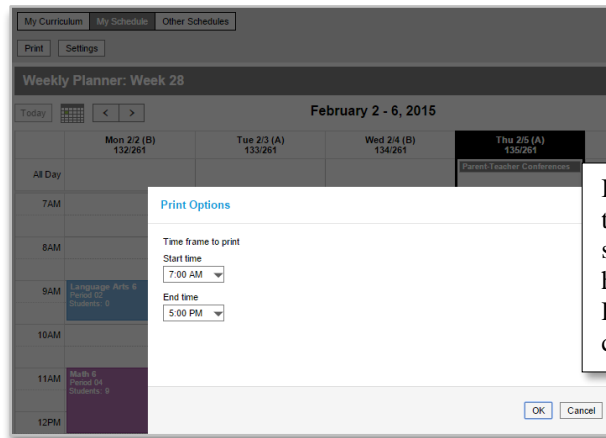 My Curriculum My Schedule Other Schedules
Print Settings
Weekly Planner: Week 28
Today < > February 2 - 6, 2015
Mon 2/2 (B) Tue 2/3 (A) Wed 2/4 (B) Thu 2/5 (A)
132/261 133/261 134/261 135/261
All Day Parent-Teacher Conferences
7AM
8AM
9AM Language Arts 6
Period 02
Students: 8
10AM
11AM Math 6
Period 04
Students: 9
12PM
Print Options
Time frame to print
Start time
7:00 AM
End time
5:00 PM
OK Cancel